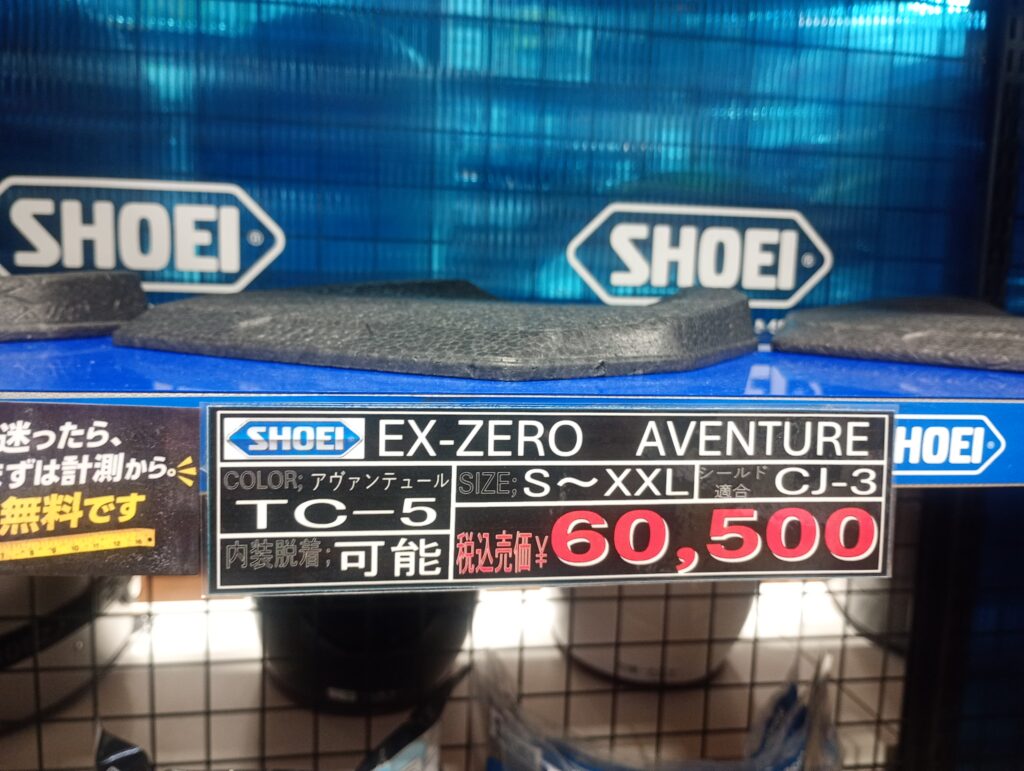 SHOEI®
SHOEI®
迷ったら、
まずは計測から。
無料です
SHOEI EX-ZERO AVENTURE
COLOR; アヴァンテュール
TC-5
SIZE; S~XXL
シールド適合 CJ-3
内装脱着; 可能
税込売価¥60,500
HOEI